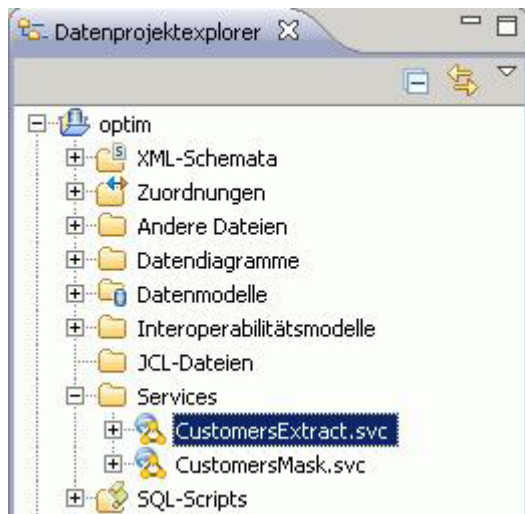 Datenprojektexplorer
optim
XML-Schemata
Zuordnungen
Andere Dateien
Datendiagramme
Datenmodelle
Interoperabilitätsmodelle
JCL-Dateien
Services
CustomersExtract.svc
CustomersMask.svc
SQL-Scripts